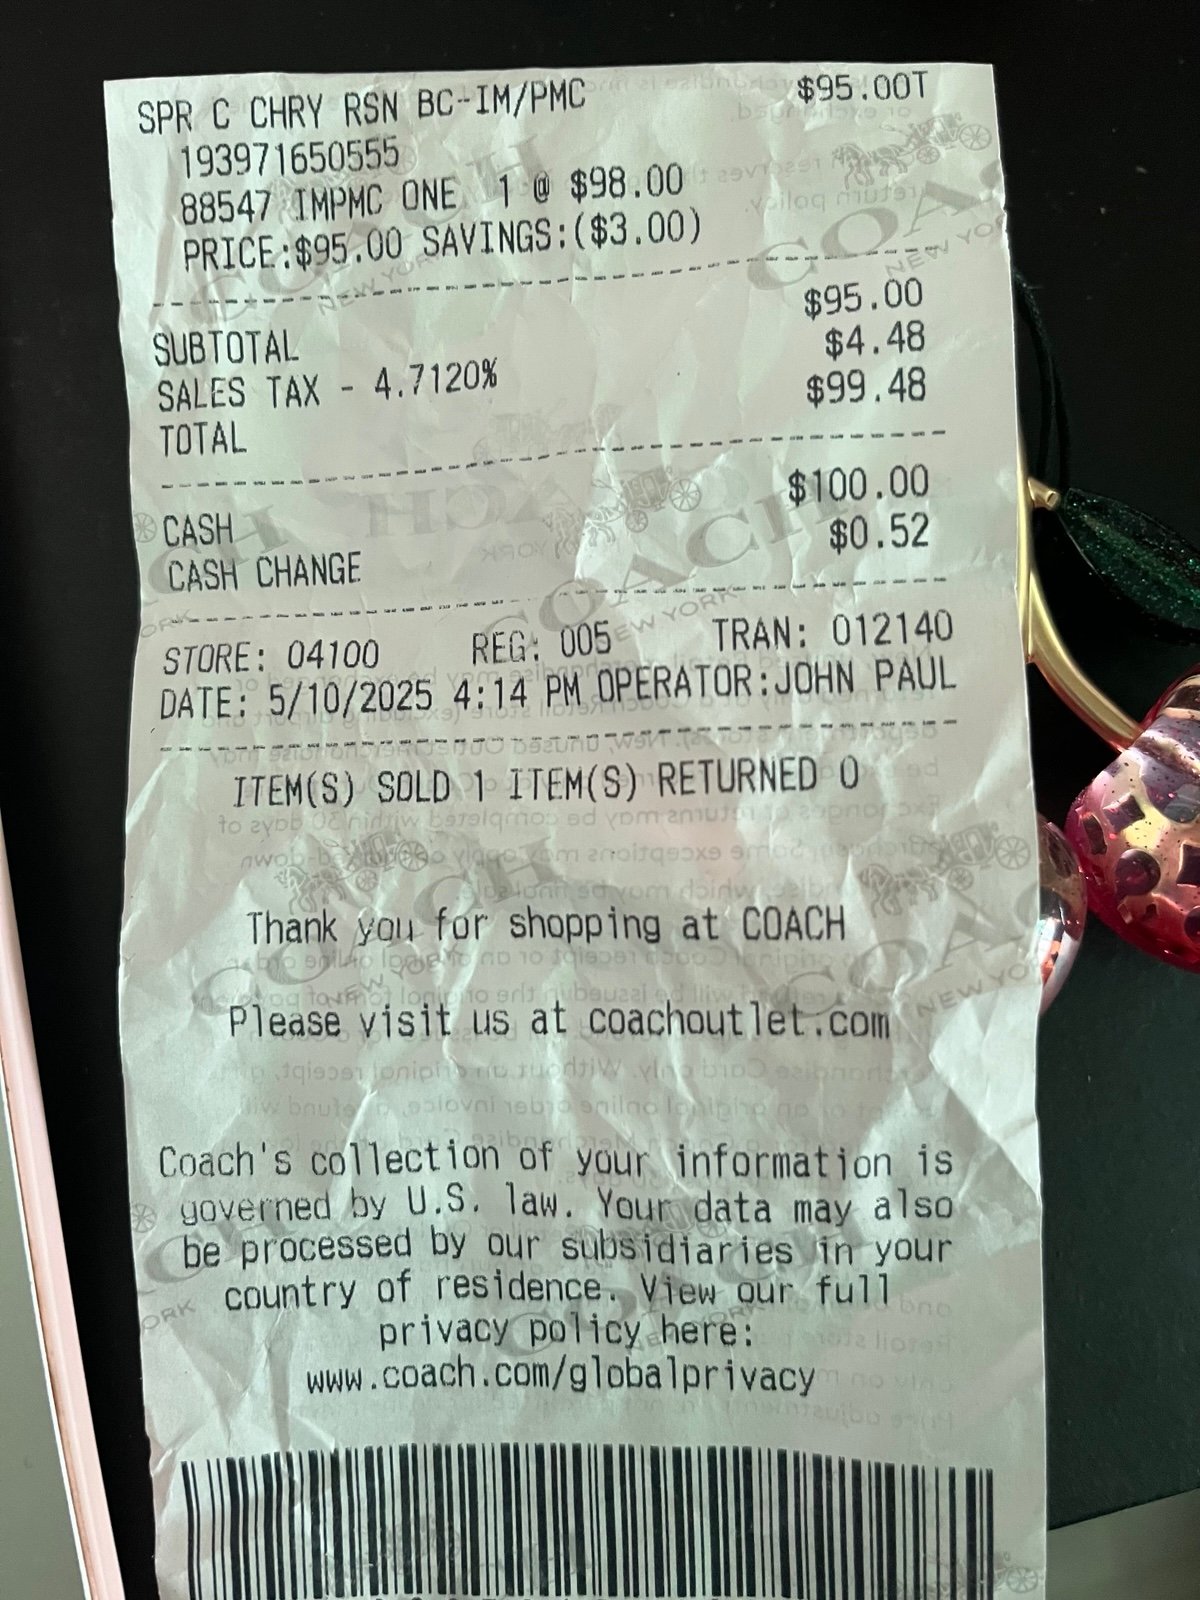 SPR C CHRY RSN BC-IM/PMC $95.00T
193971650555
88547 IMPMC ONE 1 @ $98.00
PRICE:$95.00 SAVINGS:($3.00)
SUBTOTAL $95.00
SALES TAX - 4.7120% $4.48
TOTAL $99.48
CASH $100.00
CASH CHANGE $0.52
STORE: 04100 REG: 005 TRAN: 012140
DATE: 5/10/2025 4:14 PM OPERATOR:JOHN PAUL
ITEM(S) SOLD 1 ITEM(S) RETURNED 0
Thank you for shopping at COACH
Please visit us at coachoutlet.com
Coach's collection of your information is
governed by U.S. law. Your data may also
be processed by our subsidiaries in your
country of residence. View our full
privacy policy here:
www.coach.com/globalprivacy